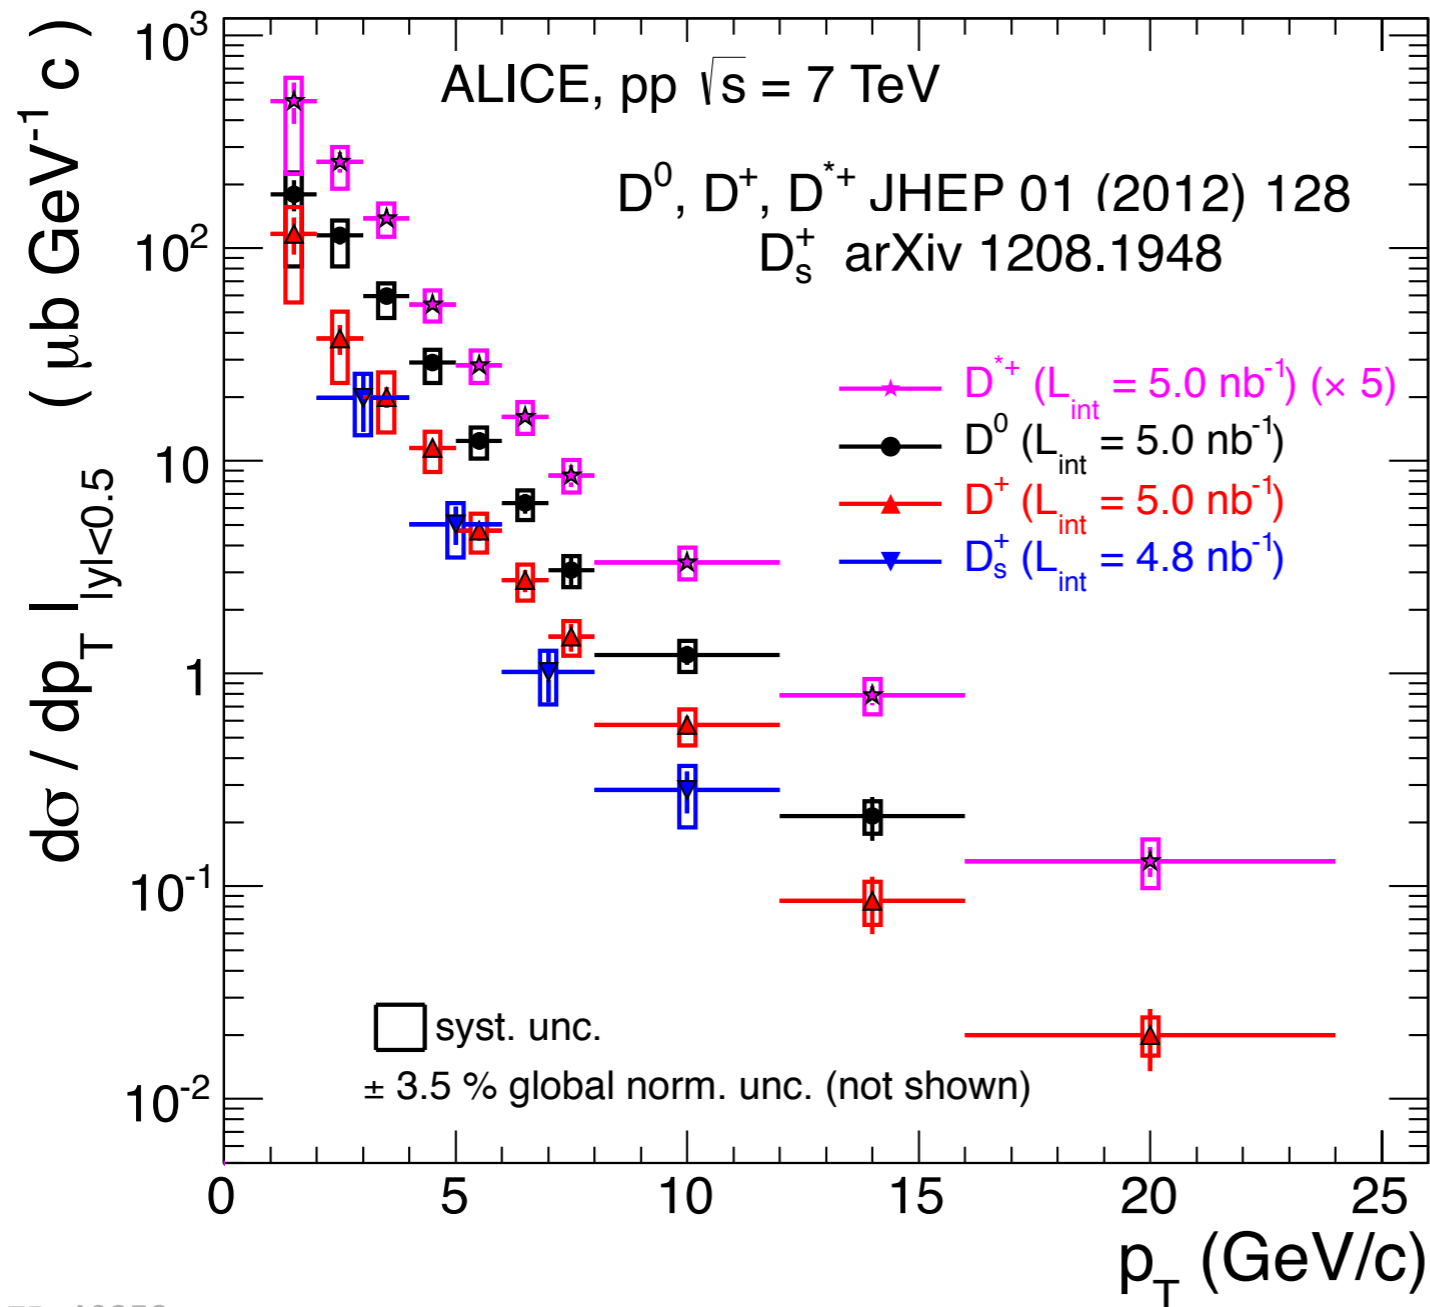 ALICE, pp √s = 7 TeV
D⁰, D⁺, D*⁺ JHEP 01 (2012) 128
Dₛ⁺ arXiv 1208.1948
D*⁺ (L_int = 5.0 nb⁻¹) (× 5)
D⁰ (L_int = 5.0 nb⁻¹)
D⁺ (L_int = 5.0 nb⁻¹)
Dₛ⁺ (L_int = 4.8 nb⁻¹)
syst. unc.
± 3.5 % global norm. unc. (not shown)
dσ / dp_T |_|y|<0.5 ( μb GeV⁻¹ c )
10³
10²
10
1
10⁻¹
10⁻²
0 5 10 15 20 25
p_T (GeV/c)